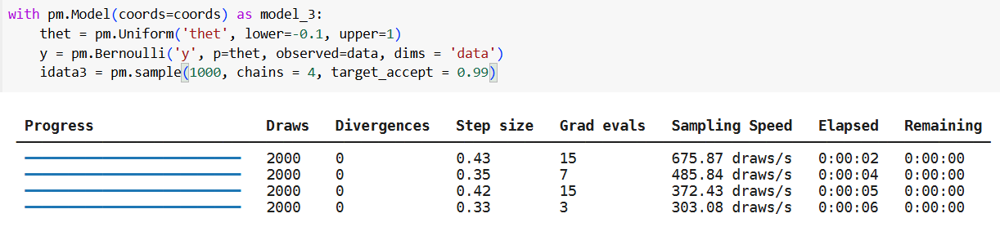 with pm.Model(coords=coords) as model_3:
    thet = pm.Uniform('thet', lower=-0.1, upper=1)
    y = pm.Bernoulli('y', p=thet, observed=data, dims = 'data')
    idata3 = pm.sample(1000, chains = 4, target_accept = 0.99)
Progress Draws Divergences Step size Grad evals Sampling Speed Elapsed Remaining
2000 0 0.43 15 675.87 draws/s 0:00:02 0:00:00
2000 0 0.35 7 485.84 draws/s 0:00:04 0:00:00
2000 0 0.42 15 372.43 draws/s 0:00:05 0:00:00
2000 0 0.33 3 303.08 draws/s 0:00:06 0:00:00